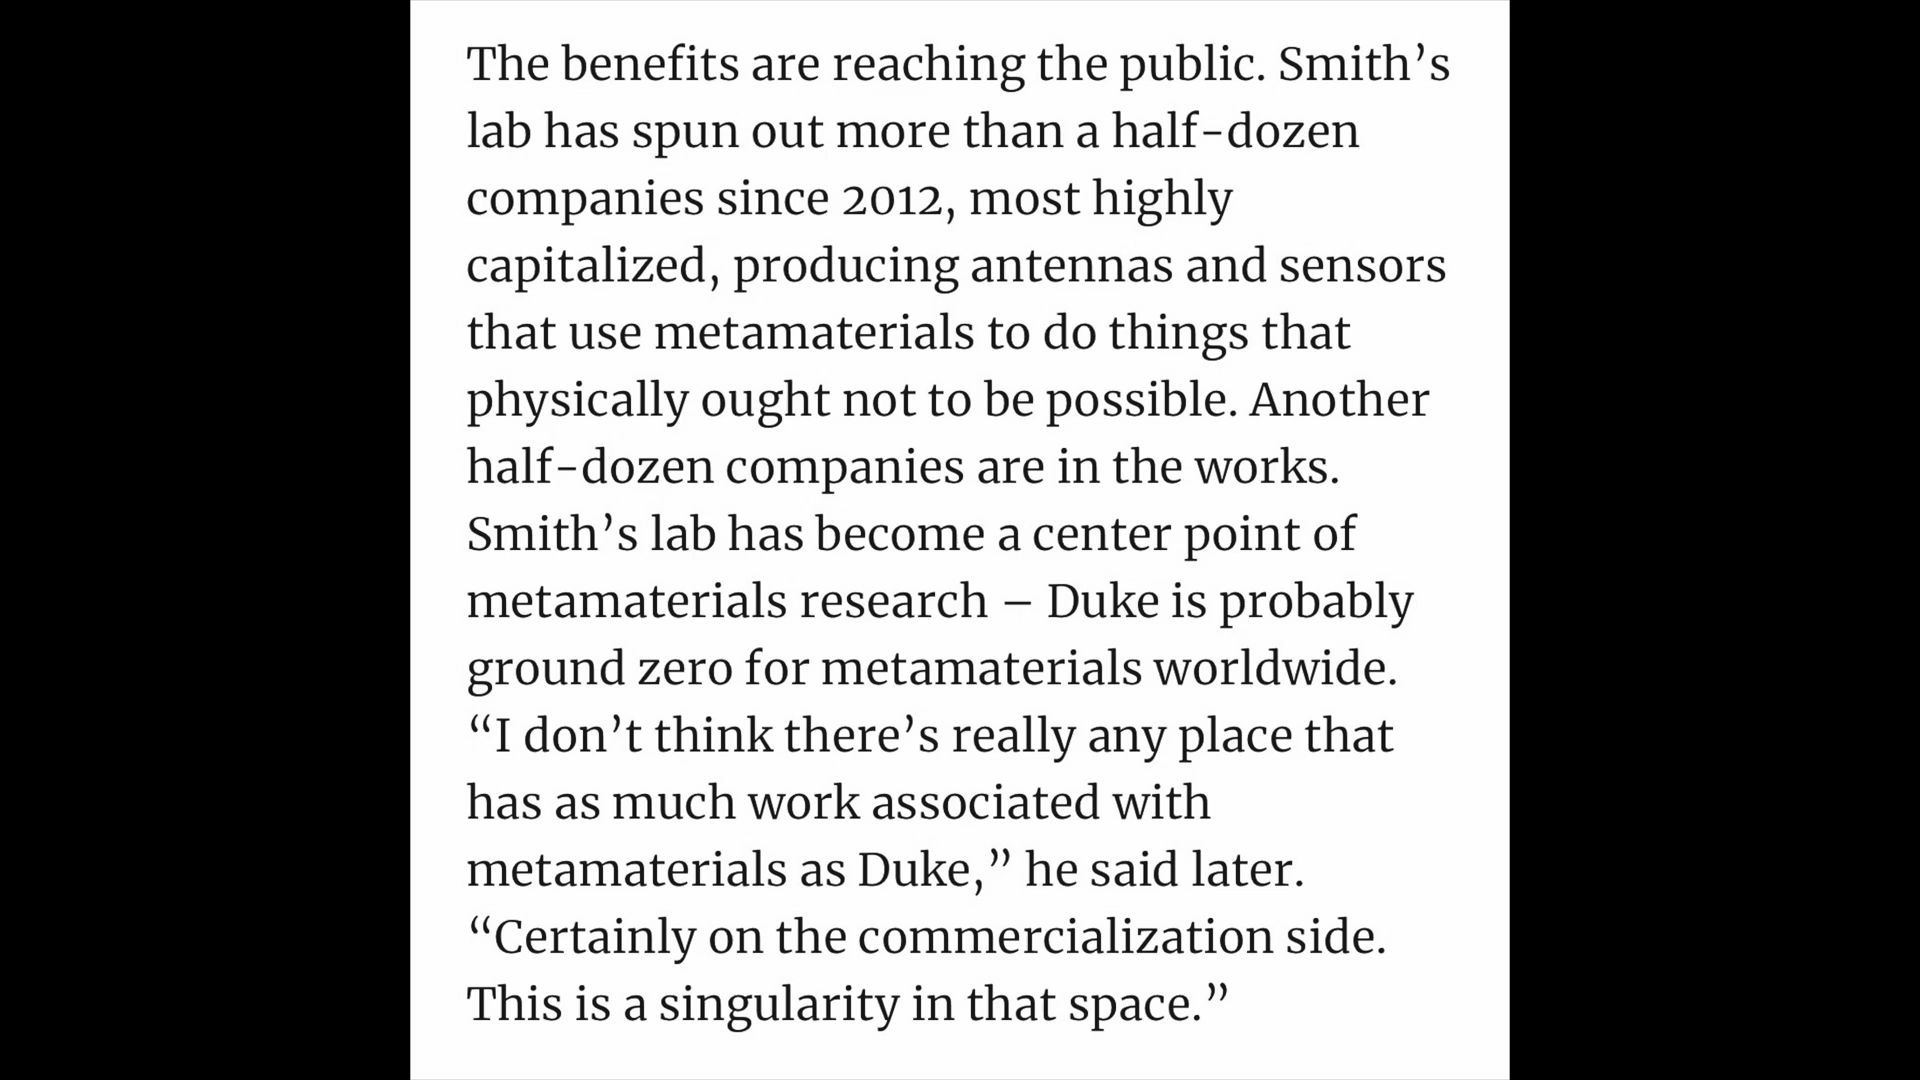 The benefits are reaching the public. Smith’s
lab has spun out more than a half-dozen
companies since 2012, most highly
capitalized, producing antennas and sensors
that use metamaterials to do things that
physically ought not to be possible. Another
half-dozen companies are in the works.
Smith’s lab has become a center point of
metamaterials research – Duke is probably
ground zero for metamaterials worldwide.
“I don’t think there’s really any place that
has as much work associated with
metamaterials as Duke,” he said later.
“Certainly on the commercialization side.
This is a singularity in that space.”